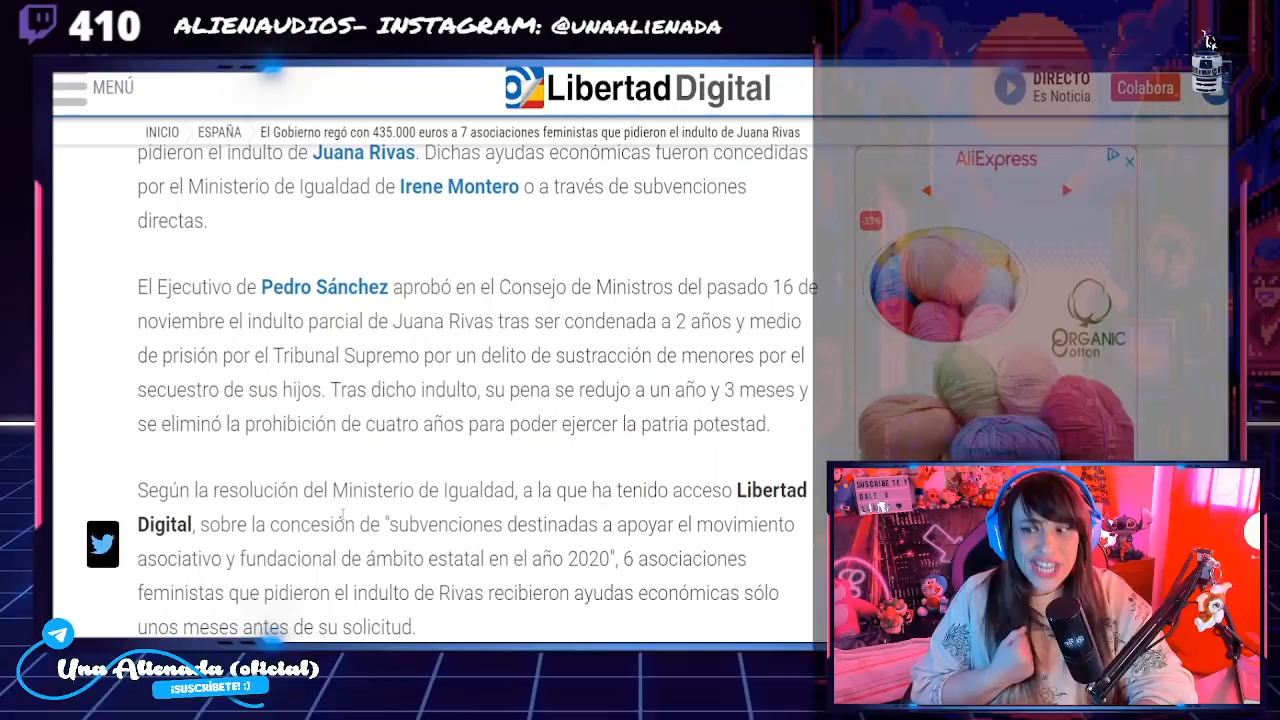 410
ALIENAUDIOS- INSTAGRAM: @UNAALIENADA
MENÚ
Libertad Digital
DIRECTO
Es Noticia
Colabora
INICIO
ESPAÑA
El Gobierno regó con 435.000 euros a 7 asociaciones feministas que pidieron el indulto de Juana Rivas
pidieron el indulto de Juana Rivas. Dichas ayudas económicas fueron concedidas
por el Ministerio de Igualdad de Irene Montero o a través de subvenciones
directas.
El Ejecutivo de Pedro Sánchez aprobó en el Consejo de Ministros del pasado 16 de
noviembre el indulto parcial de Juana Rivas tras ser condenada a 2 años y medio
de prisión por el Tribunal Supremo por un delito de sustracción de menores por el
secuestro de sus hijos. Tras dicho indulto, su pena se redujo a un año y 3 meses y
se eliminó la prohibición de cuatro años para poder ejercer la patria potestad.
Según la resolución del Ministerio de Igualdad, a la que ha tenido acceso Libertad
Digital, sobre la concesión de "subvenciones destinadas a apoyar el movimiento
asociativo y fundacional de ámbito estatal en el año 2020", 6 asociaciones
feministas que pidieron el indulto de Rivas recibieron ayudas económicas sólo
unos meses antes de su solicitud.
AliExpress
-33%
ORGANIC
Cotton
SUSCRIBETE Y
DALE A
Una Alienada (oficial)
¡SUSCRÍBETE! :)